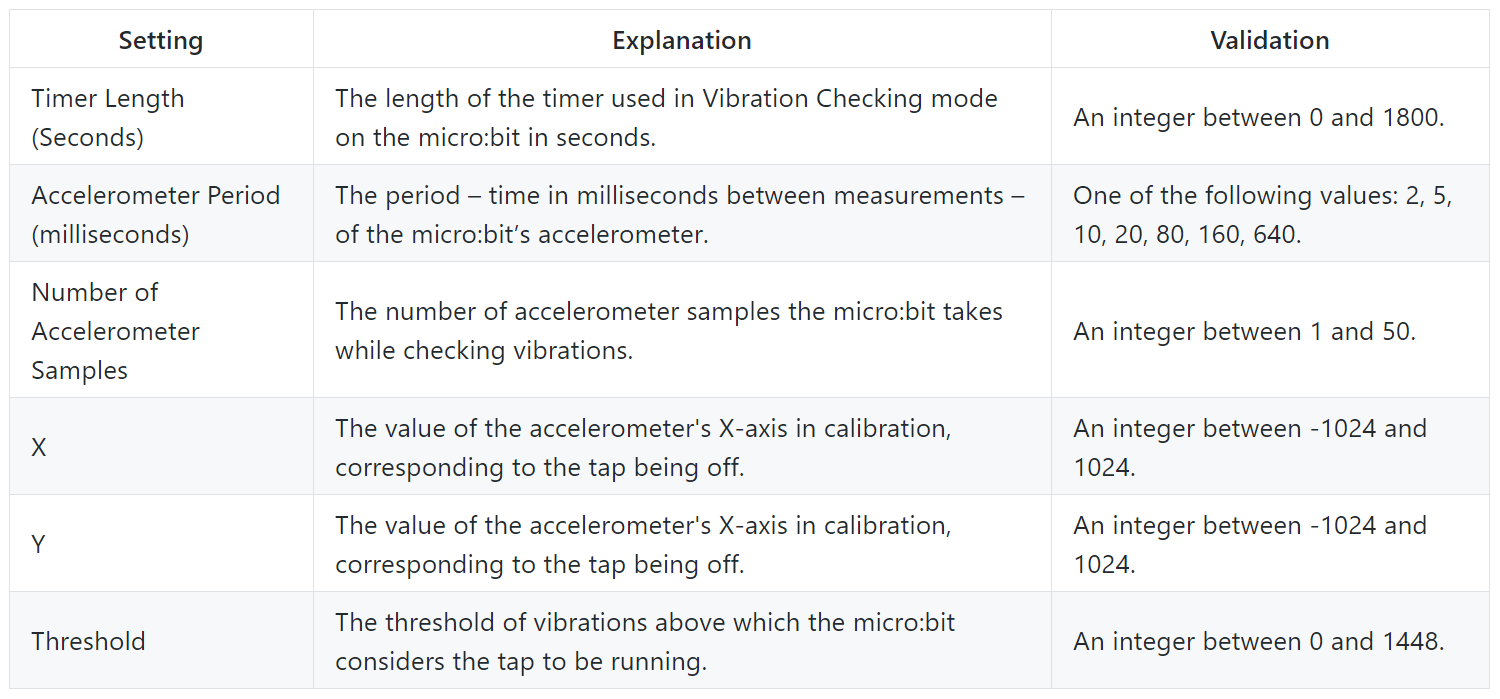 Setting
Explanation
Validation
Timer Length
(Seconds)
The length of the timer used in Vibration Checking mode
on the micro:bit in seconds.
An integer between 0 and 1800.
Accelerometer Period
(milliseconds)
The period – time in milliseconds between measurements –
of the micro:bit’s accelerometer.
One of the following values: 2, 5,
10, 20, 80, 160, 640.
Number of
Accelerometer
Samples
The number of accelerometer samples the micro:bit takes
while checking vibrations.
An integer between 1 and 50.
X
The value of the accelerometer's X-axis in calibration,
corresponding to the tap being off.
An integer between -1024 and
1024.
Y
The value of the accelerometer's X-axis in calibration,
corresponding to the tap being off.
An integer between -1024 and
1024.
Threshold
The threshold of vibrations above which the micro:bit
considers the tap to be running.
An integer between 0 and 1448.